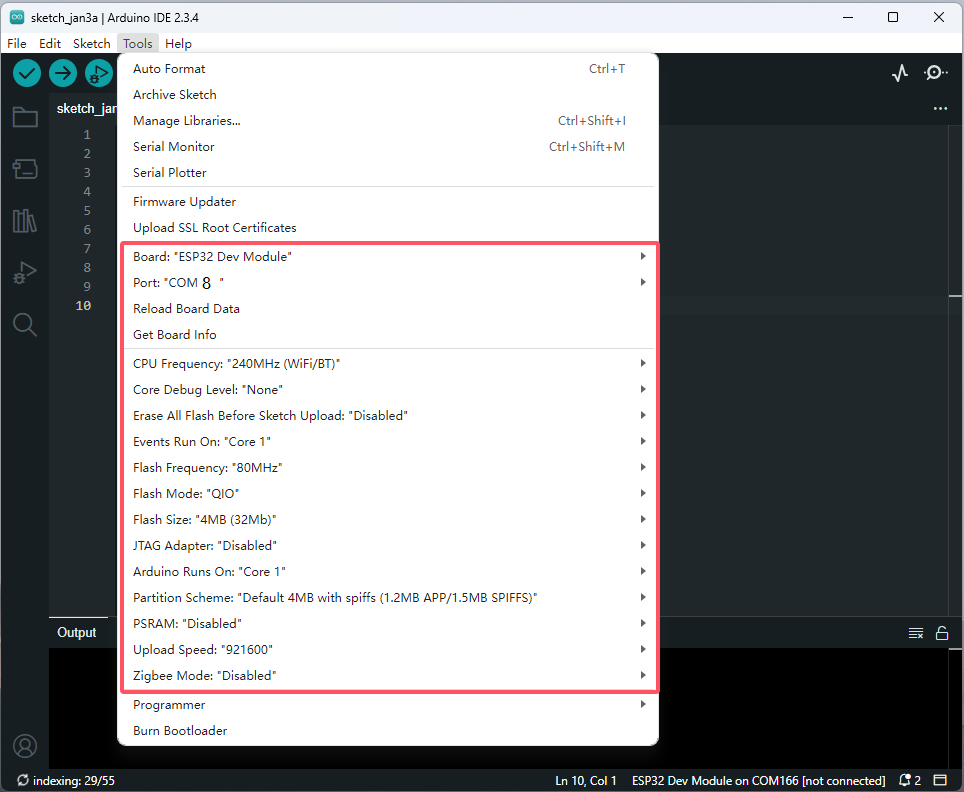 sketch_jan3a | Arduino IDE 2.3.4
File Edit Sketch Tools Help
Auto Format Ctrl+T
Archive Sketch
Manage Libraries... Ctrl+Shift+I
Serial Monitor Ctrl+Shift+M
Serial Plotter
Firmware Updater
Upload SSL Root Certificates
Board: "ESP32 Dev Module"
Port: "COM 8 "
Reload Board Data
Get Board Info
CPU Frequency: "240MHz (WiFi/BT)"
Core Debug Level: "None"
Erase All Flash Before Sketch Upload: "Disabled"
Events Run On: "Core 1"
Flash Frequency: "80MHz"
Flash Mode: "QIO"
Flash Size: "4MB (32Mb)"
JTAG Adapter: "Disabled"
Arduino Runs On: "Core 1"
Partition Scheme: "Default 4MB with spiffs (1.2MB APP/1.5MB SPIFFS)"
PSRAM: "Disabled"
Upload Speed: "921600"
Zigbee Mode: "Disabled"
Programmer
Burn Bootloader
sketch_jan
1
2
3
4
5
6
7
8
9
10
Output
indexing: 29/55 Ln 10, Col 1 ESP32 Dev Module on COM166 [not connected] 2